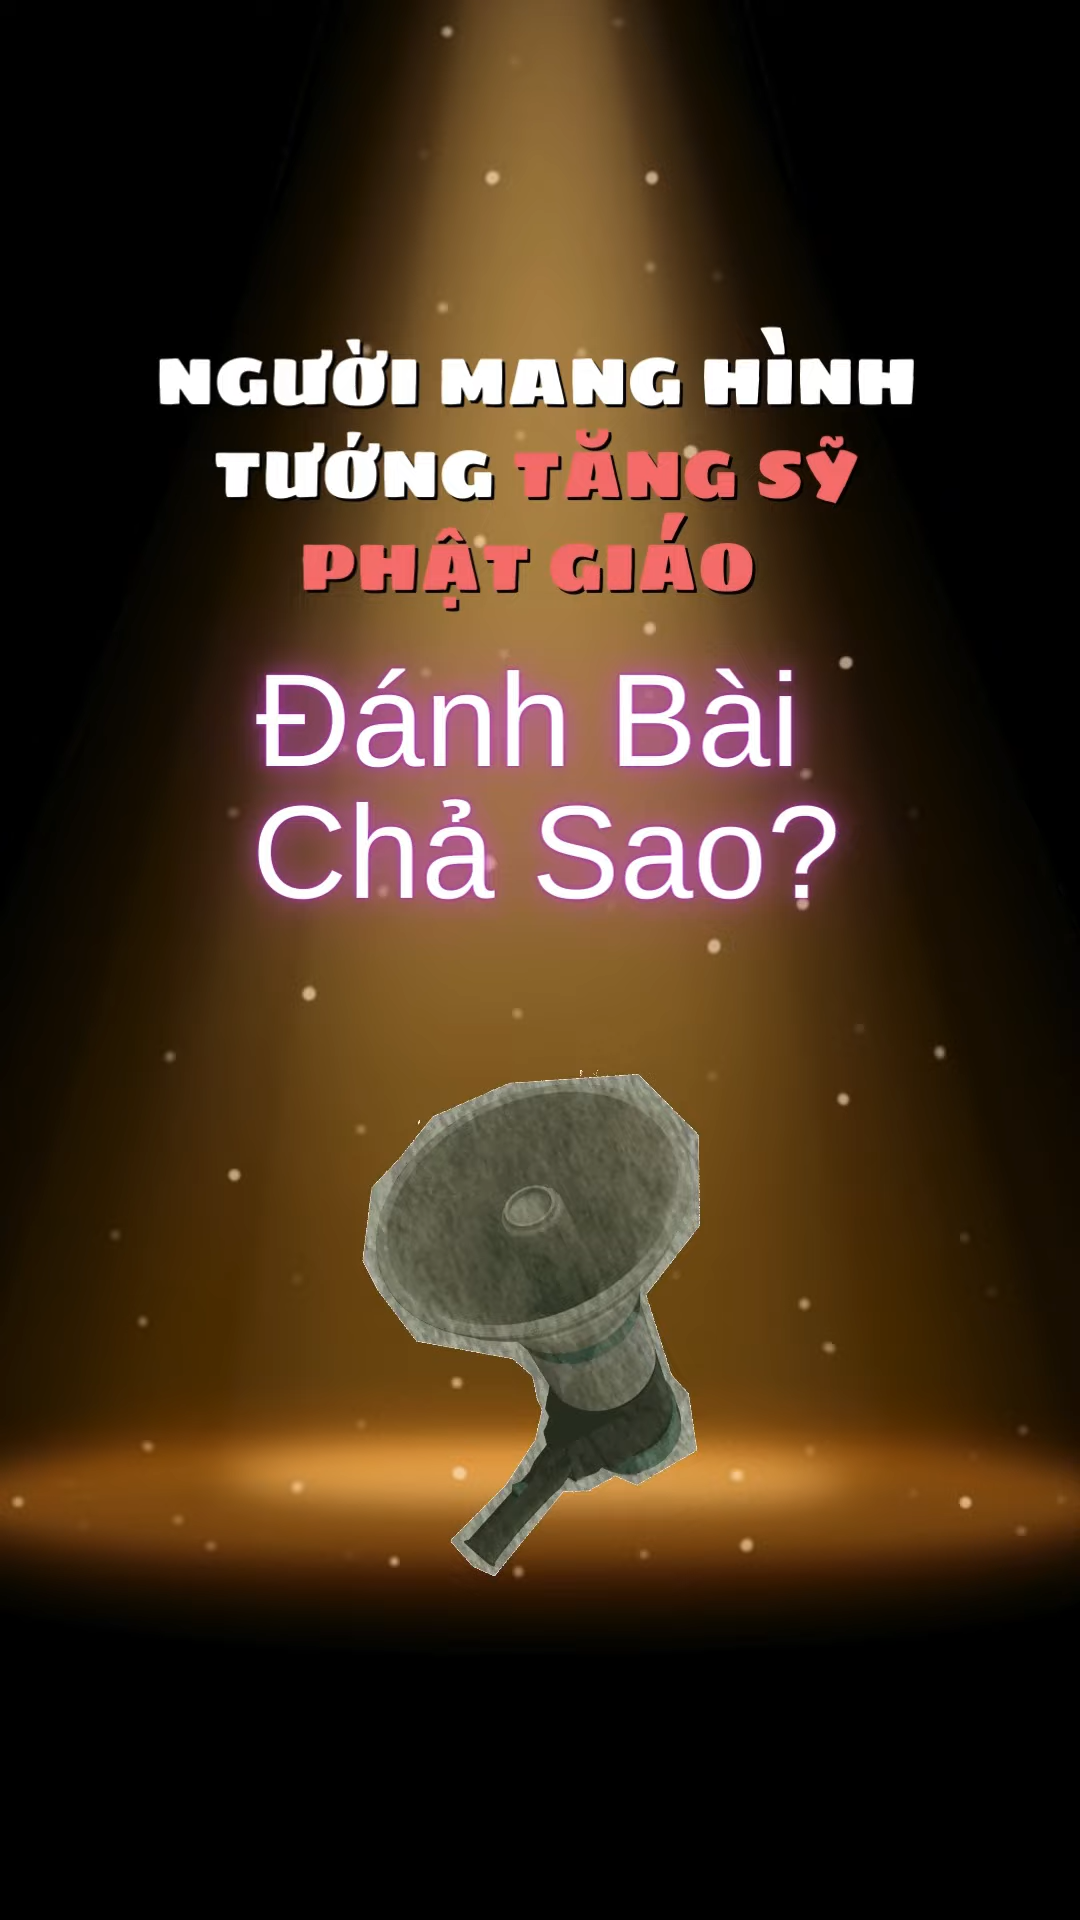 NGƯỜI MANG HÌNH
TƯỚNG TĂNG SỸ
PHẬT GIÁO
Đánh Bài
Chả Sao?